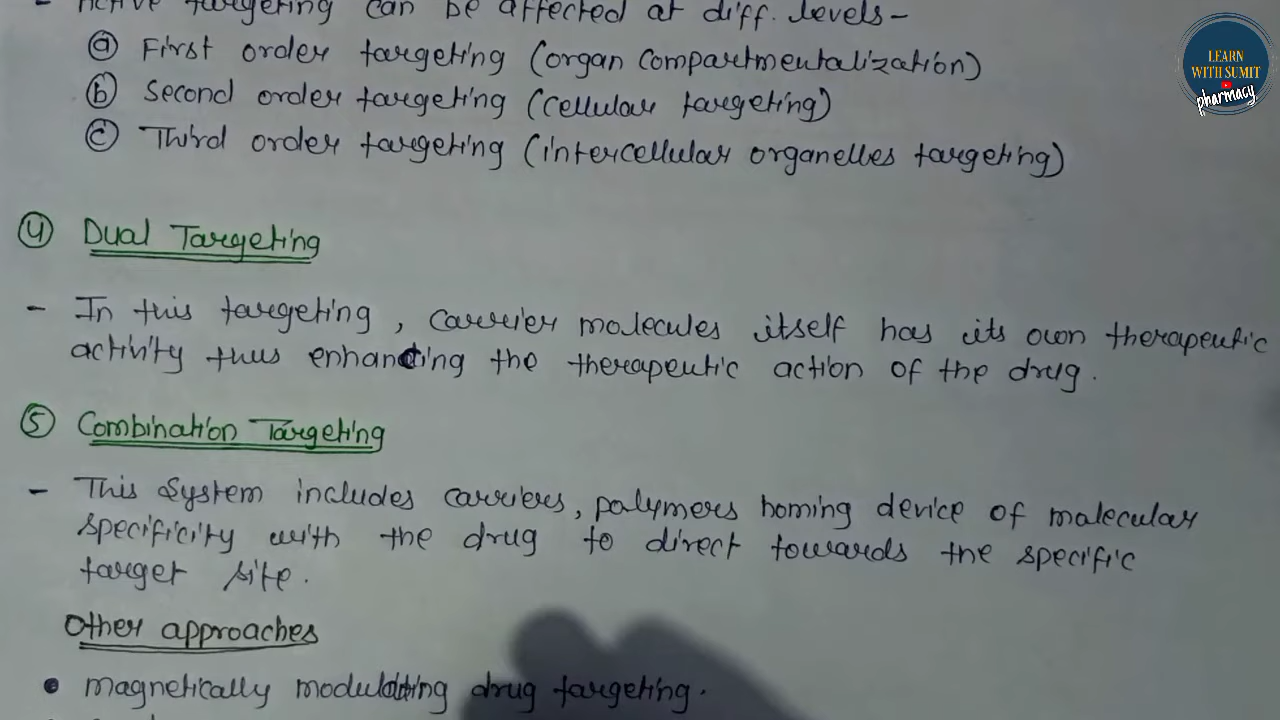 - Active targeting can be affected at diff. levels-
ⓐ First order targeting (organ compartmentalization)
ⓑ Second order targeting (cellular targeting)
ⓒ Third order targeting (intercellular organelles targeting)
④ Dual Targeting
- In this targeting, carrier molecules itself has its own therapeutic
activity thus enhancting the therapeutic action of the drug.
⑤ Combination Targeting
- This system includes carriers, polymers homing device of molecular
specificity with the drug to direct towards the specific
target site.
Other approaches
• magnetically modulating drug targeting.
LEARN
WITH SUMIT
pharmacy